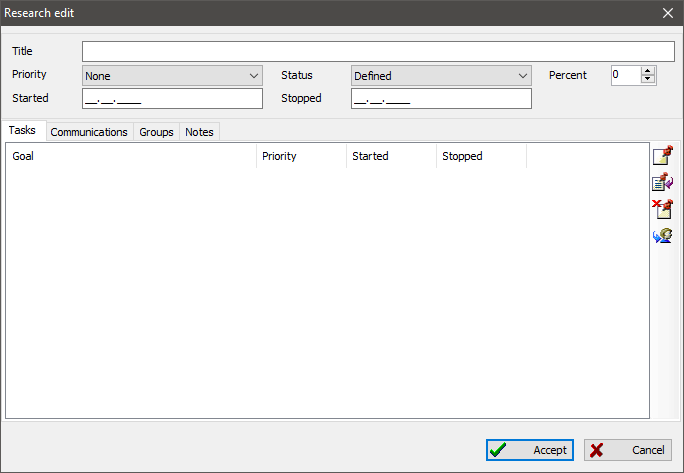 Research edit
Title
Priority None Status Defined Percent 0
Started __.__.____ Stopped __.__.____
Tasks Communications Groups Notes
Goal Priority Started Stopped
Accept Cancel